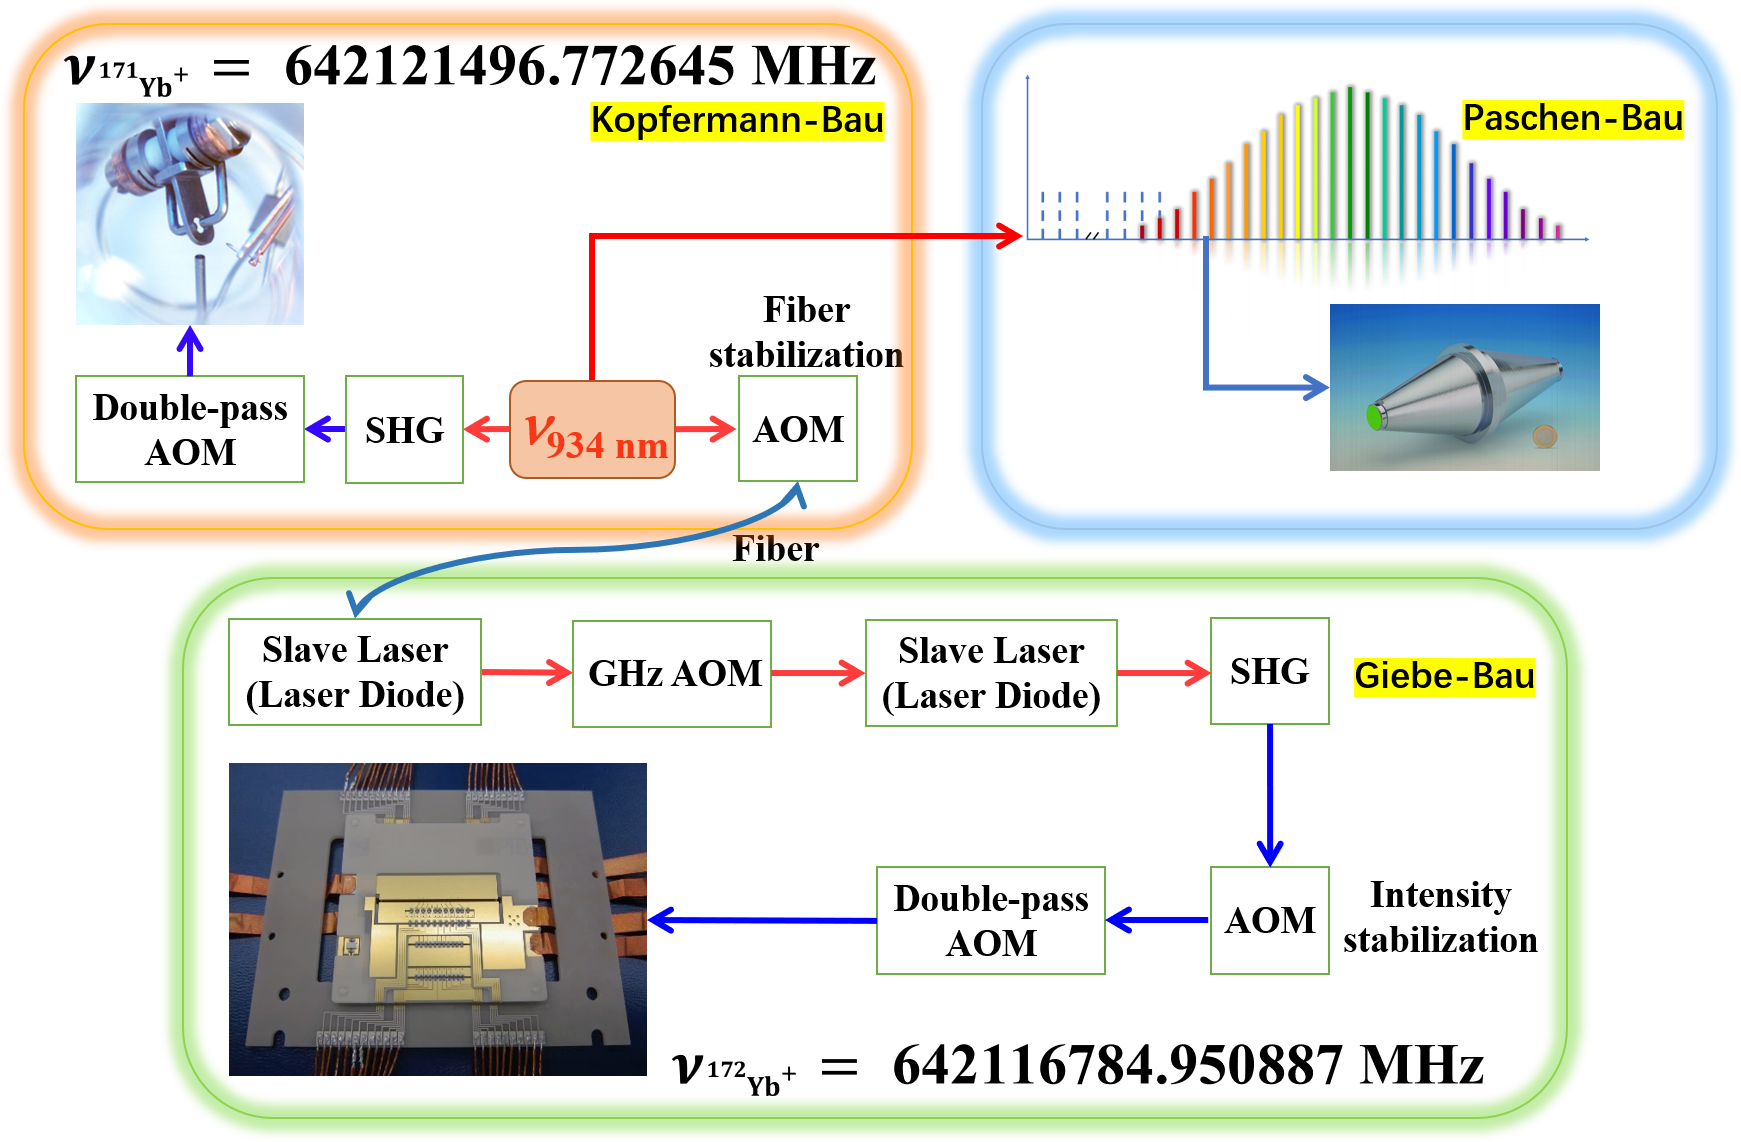 ν171Yb+ = 642121496.772645 MHz
Kopfermann-Bau
Paschen-Bau
Fiber
stabilization
Double-pass
AOM
SHG
ν934 nm
AOM
Fiber
Slave Laser
(Laser Diode)
GHz AOM
Slave Laser
(Laser Diode)
SHG
Giebe-Bau
Double-pass
AOM
AOM
Intensity
stabilization
ν172Yb+ = 642116784.950887 MHz